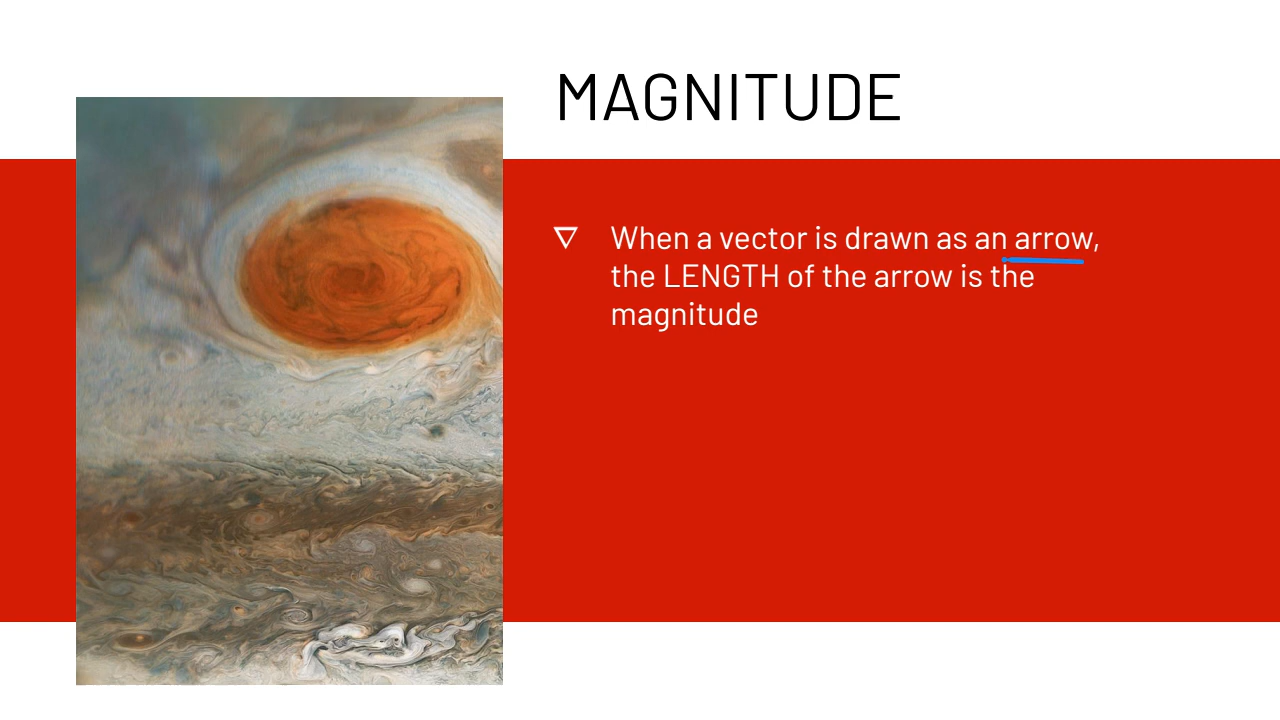 MAGNITUDE
When a vector is drawn as an arrow,
the LENGTH of the arrow is the
magnitude